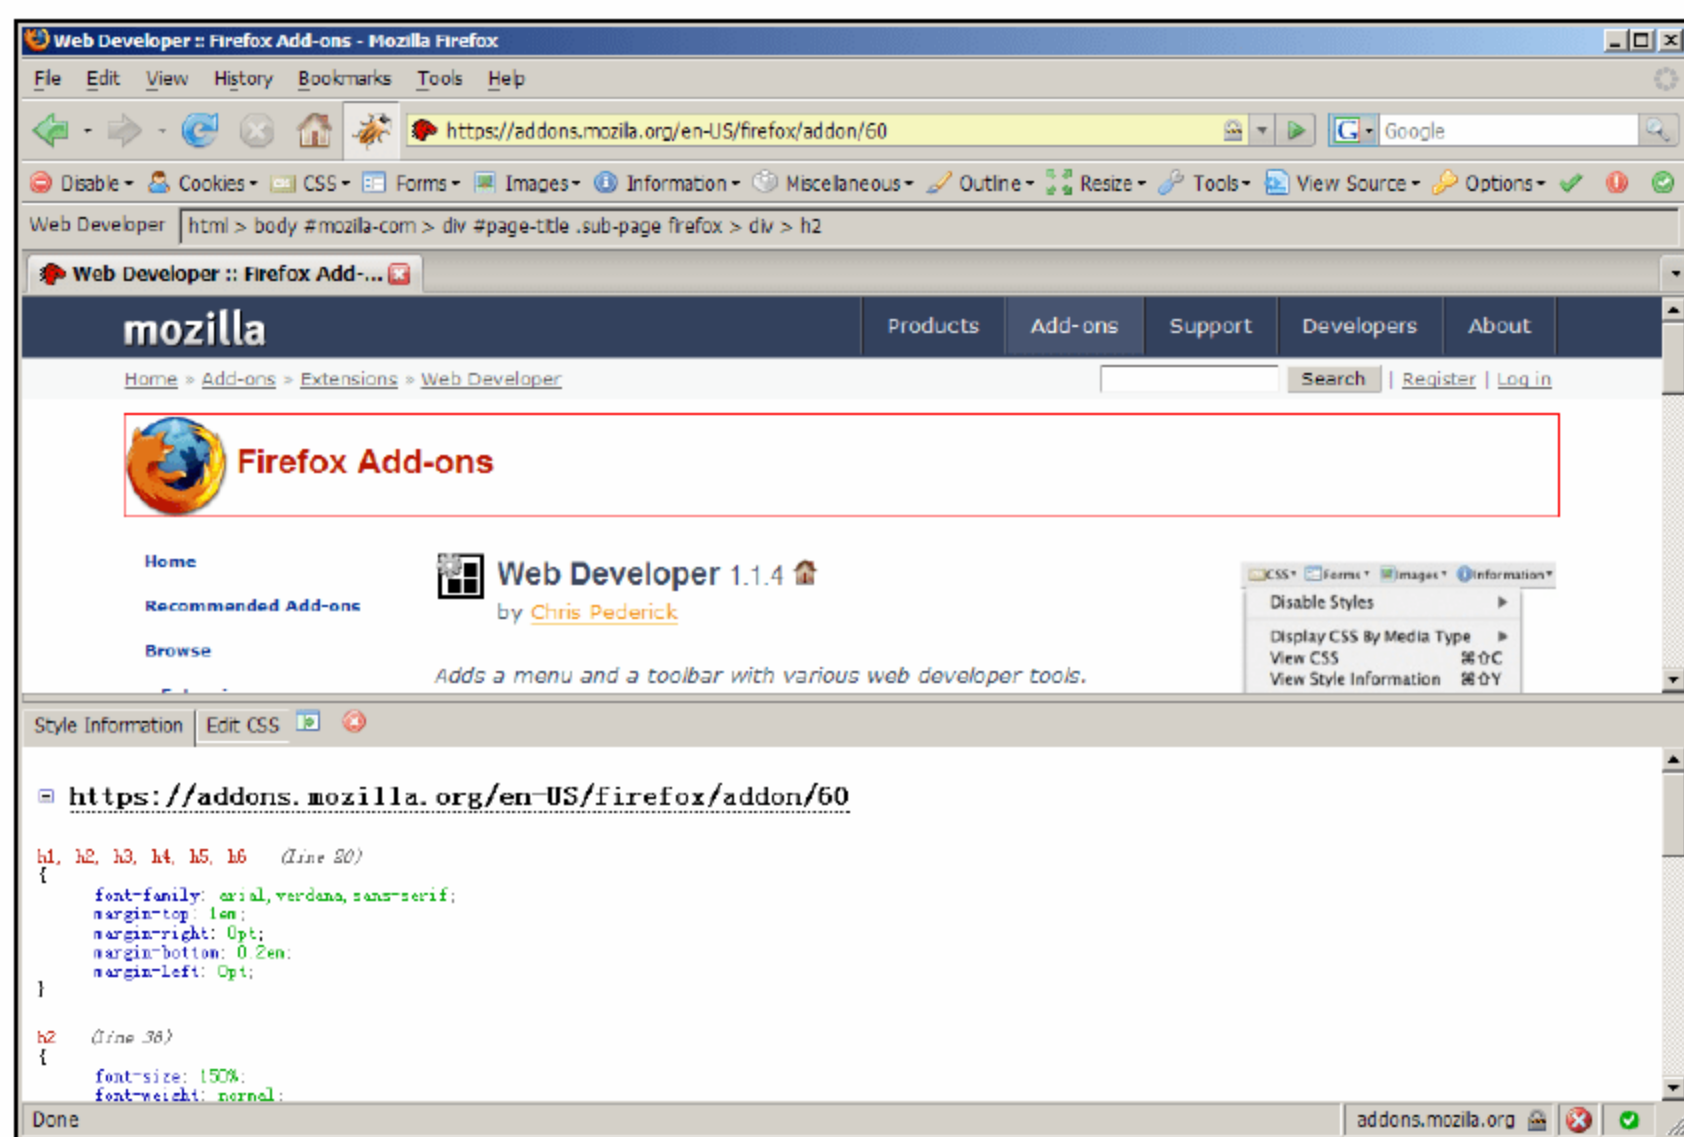 Web Developer :: Firefox Add-ons - Mozilla Firefox
File Edit View History Bookmarks Tools Help
https://addons.mozilla.org/en-US/firefox/addon/60 G Google
Disable Cookies CSS Forms Images Information Miscellaneous Outline Resize Tools View Source Options
Web Developer html > body #mozilla-com > div #page-title .sub-page firefox > div > h2
Web Developer :: Firefox Add-...
mozilla Products Add-ons Support Developers About
Home » Add-ons » Extensions » Web Developer Search | Register | Log in
Firefox Add-ons
Home
Recommended Add-ons
Browse
Web Developer 1.1.4
by Chris Pederick
Adds a menu and a toolbar with various web developer tools.
CSS Forms Images Information
Disable Styles
Display CSS By Media Type
View CSS ⌘⇧C
View Style Information ⌘⇧Y
Style Information Edit CSS
https://addons.mozilla.org/en-US/firefox/addon/60
h1, h2, h3, h4, h5, h6 (line 20)
{
font-family: arial,verdana,sans-serif;
margin-top: 1em;
margin-right: 0pt;
margin-bottom: 0.2em;
margin-left: 0pt;
}
h2 (line 38)
{
font-size: 150%;
font-weight: normal;
Done addons.mozilla.org